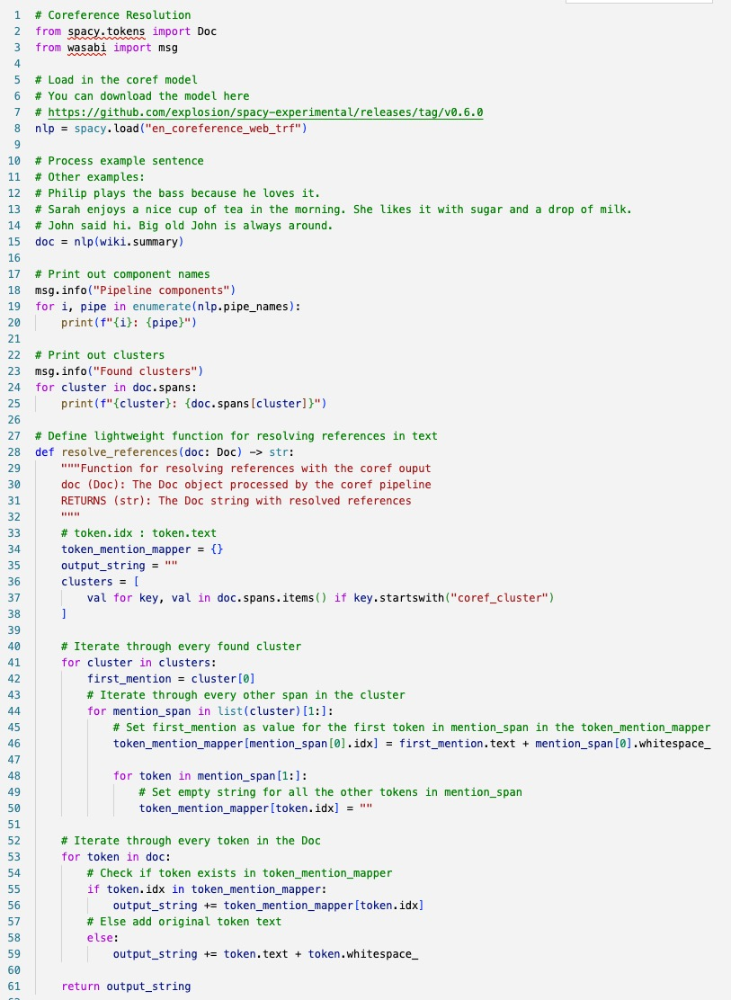 1 # Coreference Resolution
2 from spacy.tokens import Doc
3 from wasabi import msg
4
5 # Load in the coref model
6 # You can download the model here
7 # https://github.com/explosion/spacy-experimental/releases/tag/v0.6.0
8 nlp = spacy.load("en_coreference_web_trf")
9
10 # Process example sentence
11 # Other examples:
12 # Philip plays the bass because he loves it.
13 # Sarah enjoys a nice cup of tea in the morning. She likes it with sugar and a drop of milk.
14 # John said hi. Big old John is always around.
15 doc = nlp(wiki.summary)
16
17 # Print out component names
18 msg.info("Pipeline components")
19 for i, pipe in enumerate(nlp.pipe_names):
20     print(f"{i}: {pipe}")
21
22 # Print out clusters
23 msg.info("Found clusters")
24 for cluster in doc.spans:
25     print(f"{cluster}: {doc.spans[cluster]}")
26
27 # Define lightweight function for resolving references in text
28 def resolve_references(doc: Doc) -> str:
29     """Function for resolving references with the coref ouput
30     doc (Doc): The Doc object processed by the coref pipeline
31     RETURNS (str): The Doc string with resolved references
32     """
33     # token.idx : token.text
34     token_mention_mapper = {}
35     output_string = ""
36     clusters = [
37         val for key, val in doc.spans.items() if key.startswith("coref_cluster")
38     ]
39
40     # Iterate through every found cluster
41     for cluster in clusters:
42         first_mention = cluster[0]
43         # Iterate through every other span in the cluster
44         for mention_span in list(cluster)[1:]:
45             # Set first_mention as value for the first token in mention_span in the token_mention_mapper
46             token_mention_mapper[mention_span[0].idx] = first_mention.text + mention_span[0].whitespace_
47
48             for token in mention_span[1:]:
49                 # Set empty string for all the other tokens in mention_span
50                 token_mention_mapper[token.idx] = ""
51
52     # Iterate through every token in the Doc
53     for token in doc:
54         # Check if token exists in token_mention_mapper
55         if token.idx in token_mention_mapper:
56             output_string += token_mention_mapper[token.idx]
57         # Else add original token text
58         else:
59             output_string += token.text + token.whitespace_
60
61     return output_string